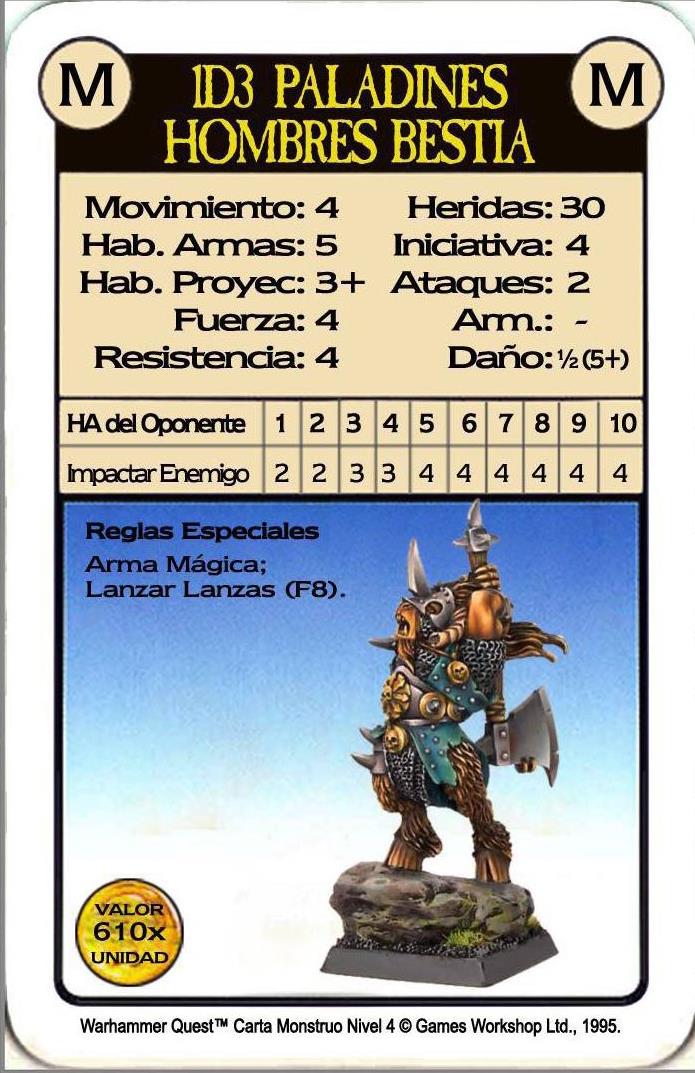 M
1D3 PALADINES
HOMBRES BESTIA
M
Movimiento: 4 Heridas: 30
Hab. Armas: 5 Iniciativa: 4
Hab. Proyec: 3+ Ataques: 2
Fuerza: 4 Arm.: -
Resistencia: 4 Daño: ½ (5+)
HA del Oponente 1 2 3 4 5 6 7 8 9 10
Impactar Enemigo 2 2 3 3 4 4 4 4 4 4
Reglas Especiales
Arma Mágica;
Lanzar Lanzas (F8).
VALOR
610x
UNIDAD
Warhammer Quest™ Carta Monstruo Nivel 4 © Games Workshop Ltd., 1995.